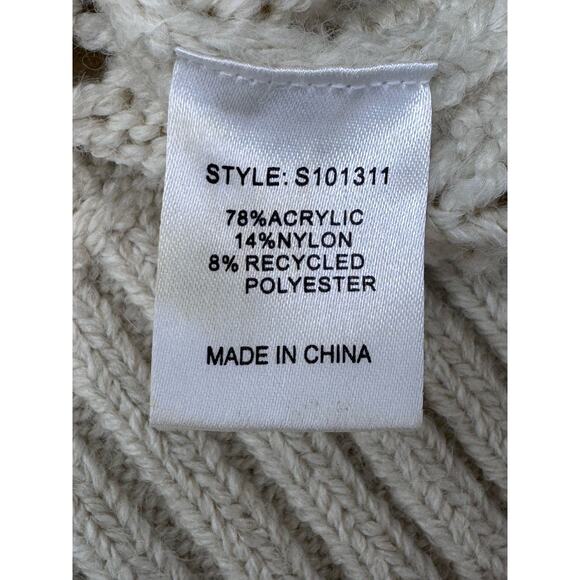 STYLE: S101311
78%ACRYLIC
14%NYLON
8% RECYCLED
POLYESTER
MADE IN CHINA